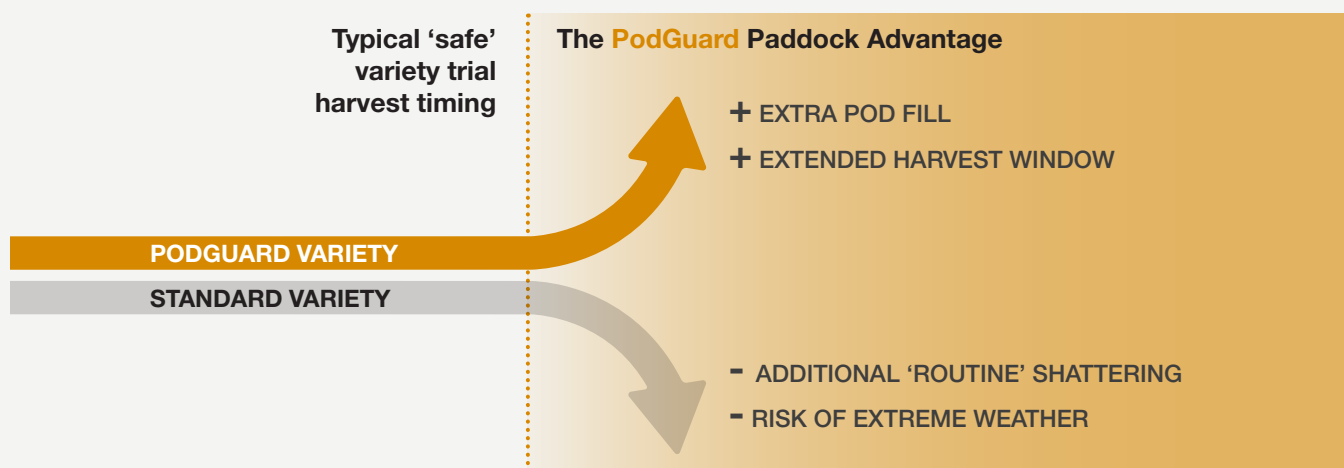 Typical ‘safe’
variety trial
harvest timing
The PodGuard Paddock Advantage
+ EXTRA POD FILL
+ EXTENDED HARVEST WINDOW
PODGUARD VARIETY
STANDARD VARIETY
- ADDITIONAL ‘ROUTINE’ SHATTERING
- RISK OF EXTREME WEATHER